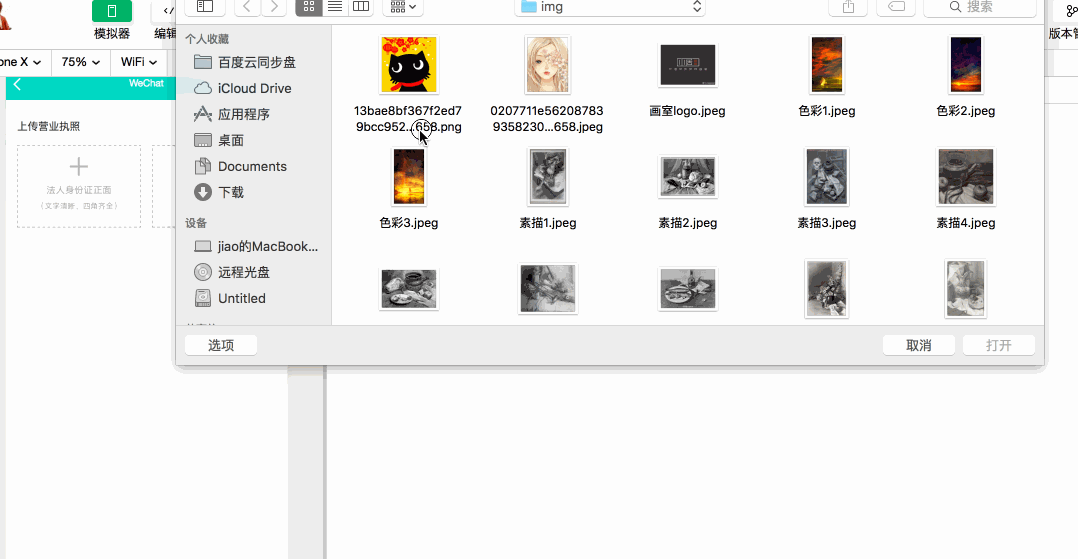 img
搜索
模拟器
编辑
版本管
one X
75%
WiFi
WeChat
上传营业执照
法人身份证正面
(文字清晰、四角齐全)
个人收藏
百度云同步盘
iCloud Drive
应用程序
桌面
Documents
下载
设备
jiao的MacBook...
远程光盘
Untitled
13bae8bf367f2ed7
9bcc952...658.png
0207711e56208783
9358230...658.jpeg
画室logo.jpeg
色彩1.jpeg
色彩2.jpeg
色彩3.jpeg
素描1.jpeg
素描2.jpeg
素描3.jpeg
素描4.jpeg
选项
取消
打开